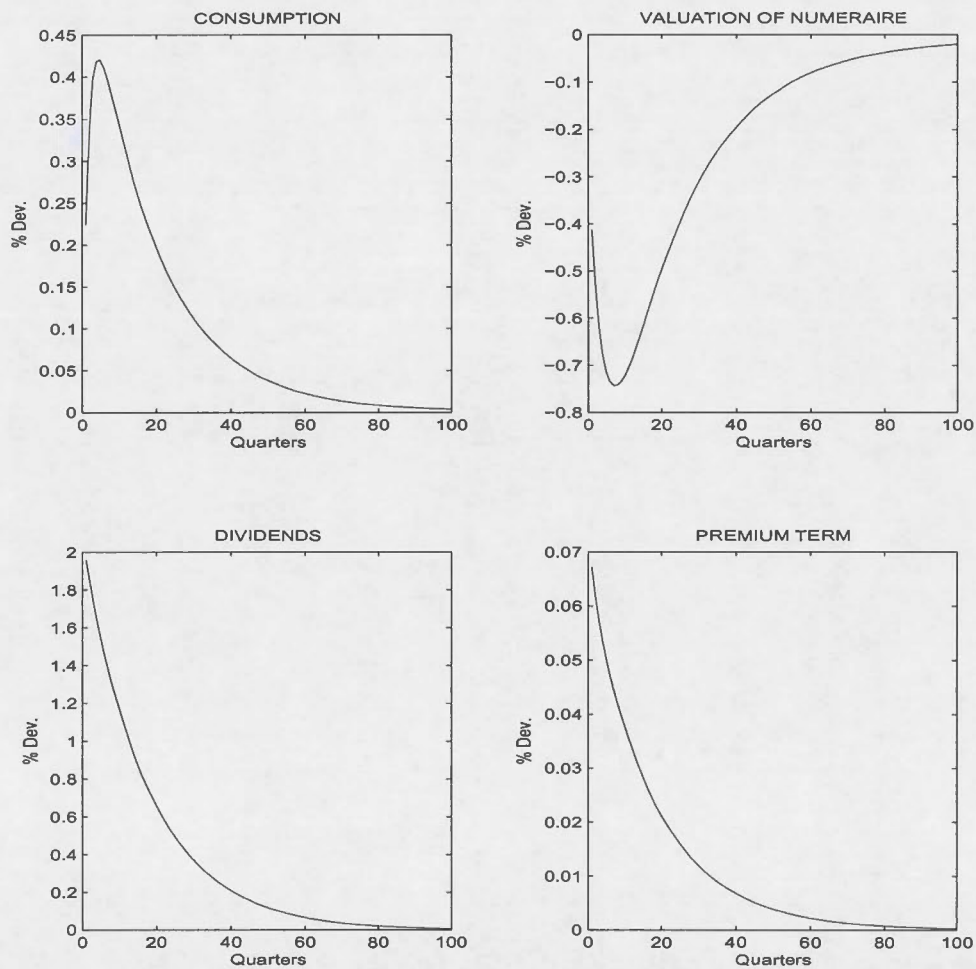 CONSUMPTION
0.45
0.4
0.35
0.3
0.25
0.2
0.15
0.1
0.05
0
% Dev.
0 20 40 60 80 100
Quarters
VALUATION OF NUMERAIRE
0
−0.1
−0.2
−0.3
−0.4
−0.5
−0.6
−0.7
−0.8
% Dev.
0 20 40 60 80 100
Quarters
DIVIDENDS
2
1.8
1.6
1.4
1.2
1
0.8
0.6
0.4
0.2
0
% Dev.
0 20 40 60 80 100
Quarters
PREMIUM TERM
0.07
0.06
0.05
0.04
0.03
0.02
0.01
0
% Dev.
0 20 40 60 80 100
Quarters